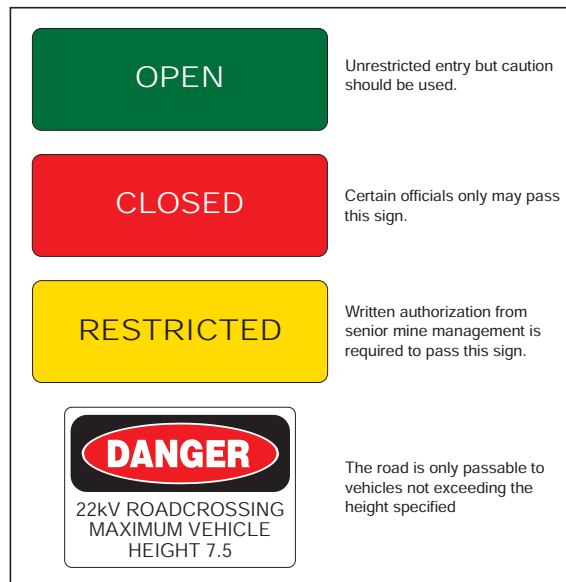 OPEN
Unrestricted entry but caution
should be used.
CLOSED
Certain officials only may pass
this sign.
RESTRICTED
Written authorization from
senior mine management is
required to pass this sign.
DANGER
22kV ROADCROSSING
MAXIMUM VEHICLE
HEIGHT 7.5
The road is only passable to
vehicles not exceeding the
height specified